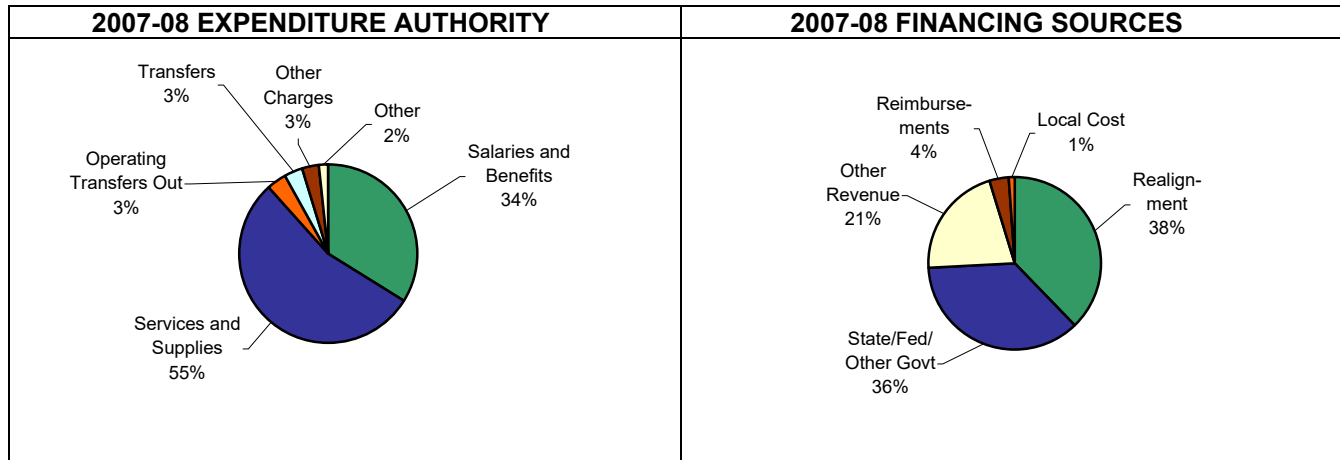 2007-08 EXPENDITURE AUTHORITY
Transfers
3%
Other
Charges
3%
Other
2%
Operating
Transfers Out
3%
Salaries and
Benefits
34%
Services and
Supplies
55%
2007-08 FINANCING SOURCES
Reimburse-
ments
4%
Local Cost
1%
Other
Revenue
21%
Realign-
ment
38%
State/Fed/
Other Govt
36%